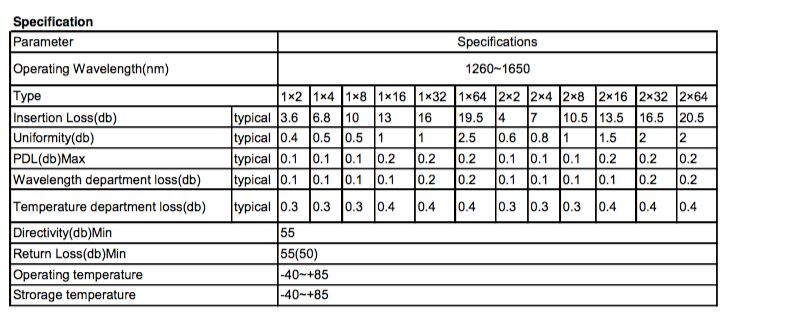 Specification
Parameter Specifications
Operating Wavelength(nm) 1260~1650
Type 1×2 1×4 1×8 1×16 1×32 1×64 2×2 2×4 2×8 2×16 2×32 2×64
Insertion Loss(db) typical 3.6 6.8 10 13 16 19.5 4 7 10.5 13.5 16.5 20.5
Uniformity(db) typical 0.4 0.5 0.5 1 1 2.5 0.6 0.8 1 1.5 2 2
PDL(db)Max typical 0.1 0.1 0.1 0.2 0.2 0.2 0.1 0.1 0.1 0.2 0.2 0.2
Wavelength department loss(db) typical 0.1 0.1 0.1 0.1 0.2 0.2 0.1 0.1 0.1 0.1 0.2 0.2
Temperature department loss(db) typical 0.3 0.3 0.3 0.4 0.4 0.4 0.3 0.3 0.3 0.4 0.4 0.4
Directivity(db)Min 55
Return Loss(db)Min 55(50)
Operating temperature -40~+85
Strorage temperature -40~+85